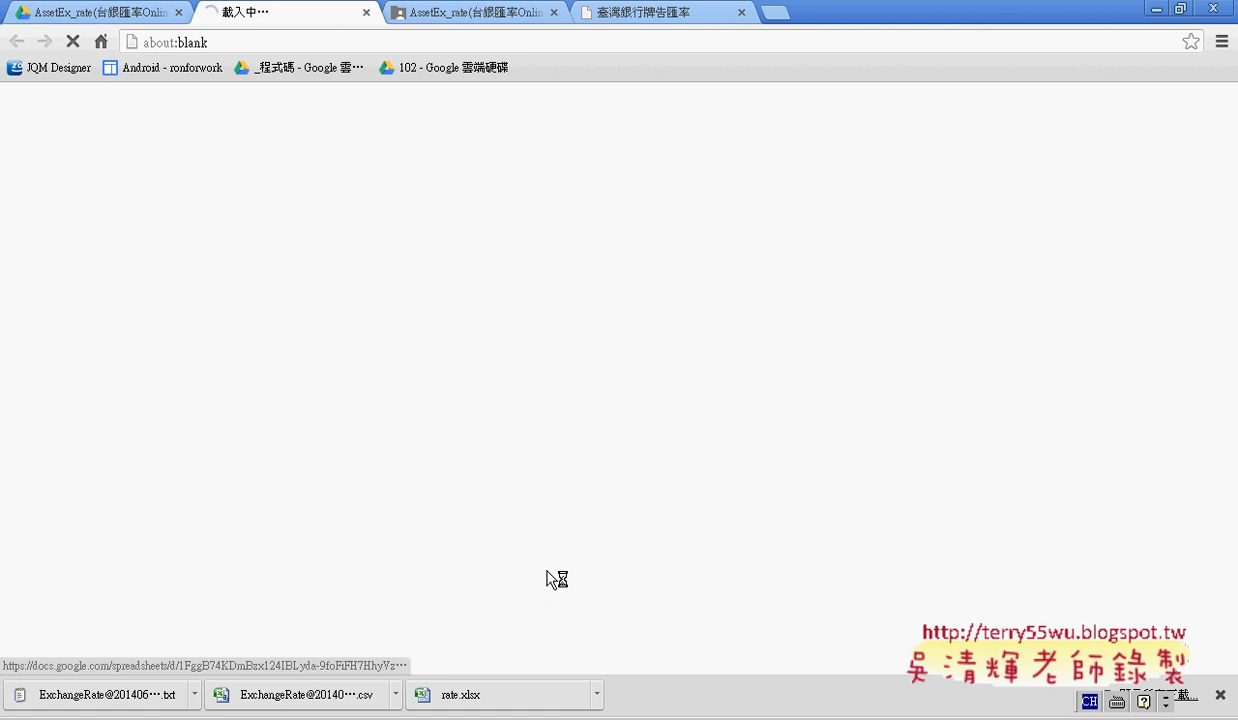 AssetEx_rate(台銀匯率Onlin
載入中…
AssetEx_rate(台銀匯率Onlin
臺灣銀行牌告匯率
about:blank
JQM Designer
Android - ronforwork
_程式碼 - Google 雲…
102 - Google 雲端硬碟
http://terry55wu.blogspot.tw
吳清輝老師錄製
https://docs.google.com/spreadsheets/d/1FggB74KDmBzx124IBLyda-9foFiFH7HhyVz…
ExchangeRate@201406….txt
ExchangeRate@20140….csv
rate.xlsx
CH